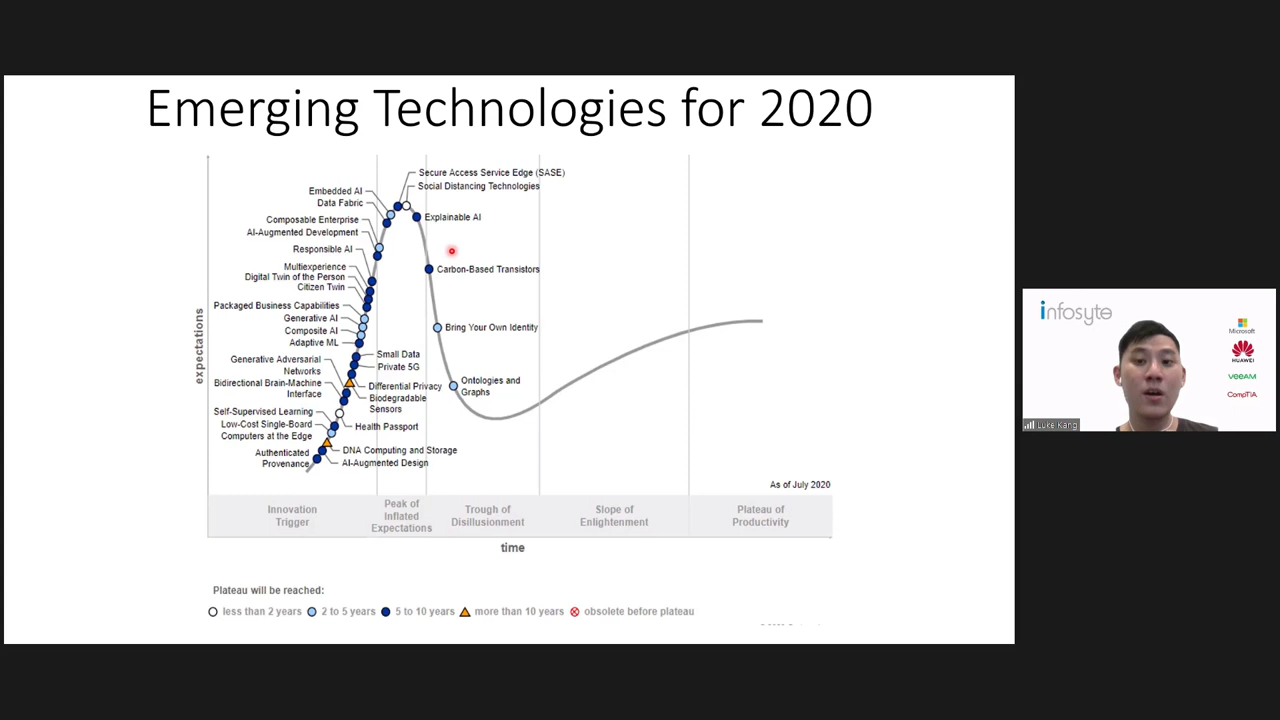 Emerging Technologies for 2020
Secure Access Service Edge (SASE)
Social Distancing Technologies
Embedded AI
Data Fabric
Explainable AI
Composable Enterprise
AI-Augmented Development
Responsible AI
Multiexperience
Digital Twin of the Person
Citizen Twin
Carbon-Based Transistors
Packaged Business Capabilities
Generative AI
Composite AI
Adaptive ML
Bring Your Own Identity
Small Data
Private 5G
Generative Adversarial
Networks
Differential Privacy
Bidirectional Brain-Machine
Interface
Biodegradable
Sensors
Ontologies and
Graphs
Self-Supervised Learning
Low-Cost Single-Board
Computers at the Edge
Health Passport
Authenticated
Provenance
DNA Computing and Storage
AI-Augmented Design
expectations
As of July 2020
Innovation
Trigger
Peak of
Inflated
Expectations
Trough of
Disillusionment
Slope of
Enlightenment
Plateau of
Productivity
time
Plateau will be reached:
less than 2 years
2 to 5 years
5 to 10 years
more than 10 years
obsolete before plateau
infosyte
Microsoft
HUAWEI
veeam
CompTIA
Luke Kang